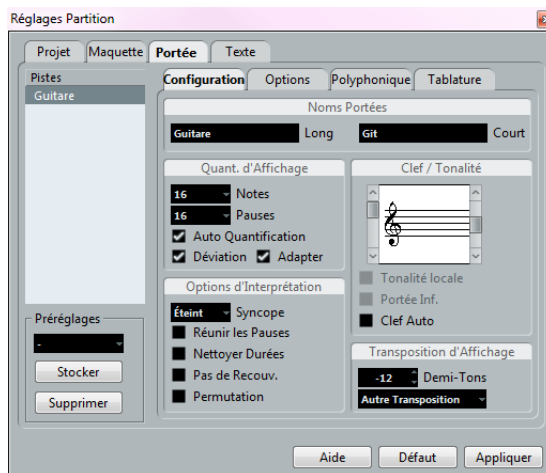 Réglages Partition
Projet Maquette Portée Texte
Pistes
Guitare
Configuration Options Polyphonique Tablature
Noms Portées
Guitare Long Git Court
Quant. d'Affichage
16 Notes
16 Pauses
Auto Quantification
Déviation Adapter
Clef / Tonalité
Tonalité locale
Portée Inf.
Clef Auto
Options d'Interprétation
Éteint Syncope
Réunir les Pauses
Nettoyer Durées
Pas de Recouv.
Permutation
Transposition d'Affichage
-12 Demi-Tons
Autre Transposition
Préréglages
-
Stocker
Supprimer
Aide Défaut Appliquer